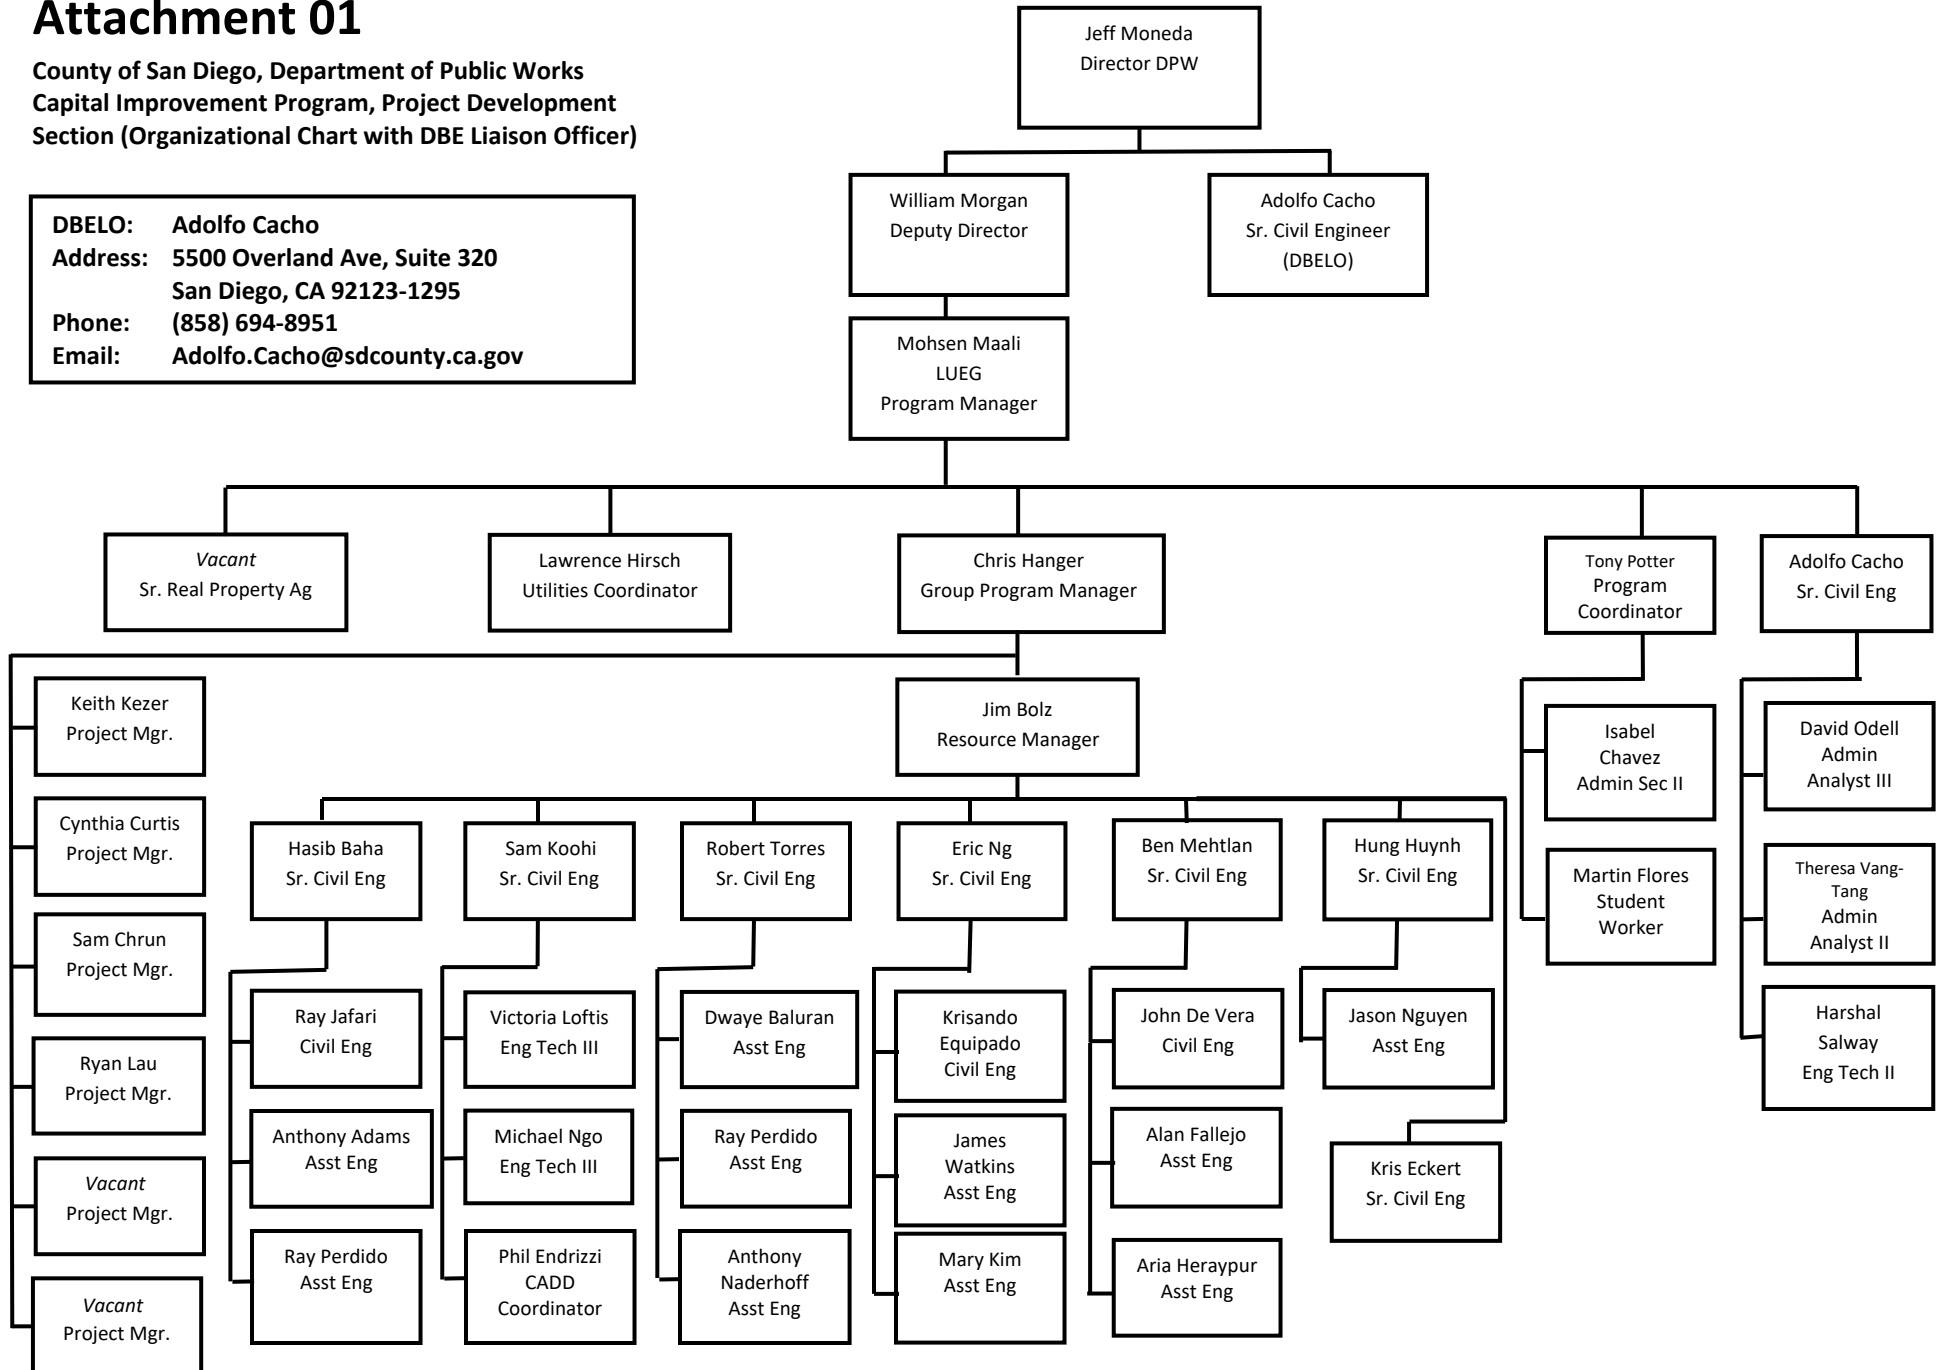 Attachment 01
County of San Diego, Department of Public Works
Capital Improvement Program, Project Development
Section (Organizational Chart with DBE Liaison Officer)
DBELO: Adolfo Cacho
Address: 5500 Overland Ave, Suite 320
San Diego, CA 92123-1295
Phone: (858) 694-8951
Email: Adolfo.Cacho@sdcounty.ca.gov
Jeff Moneda
Director DPW
William Morgan
Deputy Director
Adolfo Cacho
Sr. Civil Engineer
(DBELO)
Mohsen Maali
LUEG
Program Manager
Vacant
Sr. Real Property Ag
Lawrence Hirsch
Utilities Coordinator
Chris Hanger
Group Program Manager
Tony Potter
Program
Coordinator
Adolfo Cacho
Sr. Civil Eng
Keith Kezer
Project Mgr.
Cynthia Curtis
Project Mgr.
Sam Chrun
Project Mgr.
Ryan Lau
Project Mgr.
Vacant
Project Mgr.
Vacant
Project Mgr.
Jim Bolz
Resource Manager
Hasib Baha
Sr. Civil Eng
Ray Jafari
Civil Eng
Anthony Adams
Asst Eng
Ray Perdido
Asst Eng
Sam Koohi
Sr. Civil Eng
Victoria Loftis
Eng Tech III
Michael Ngo
Eng Tech III
Phil Endrizzi
CADD
Coordinator
Robert Torres
Sr. Civil Eng
Dwaye Baluran
Asst Eng
Ray Perdido
Asst Eng
Anthony
Naderhoff
Asst Eng
Eric Ng
Sr. Civil Eng
Krisando
Equipado
Civil Eng
James
Watkins
Asst Eng
Mary Kim
Asst Eng
Ben Mehtlan
Sr. Civil Eng
John De Vera
Civil Eng
Alan Fallejo
Asst Eng
Aria Heraypur
Asst Eng
Hung Huynh
Sr. Civil Eng
Jason Nguyen
Asst Eng
Kris Eckert
Sr. Civil Eng
Isabel
Chavez
Admin Sec II
Martin Flores
Student
Worker
David Odell
Admin
Analyst III
Theresa Vang-
Tang
Admin
Analyst II
Harshal
Salway
Eng Tech II